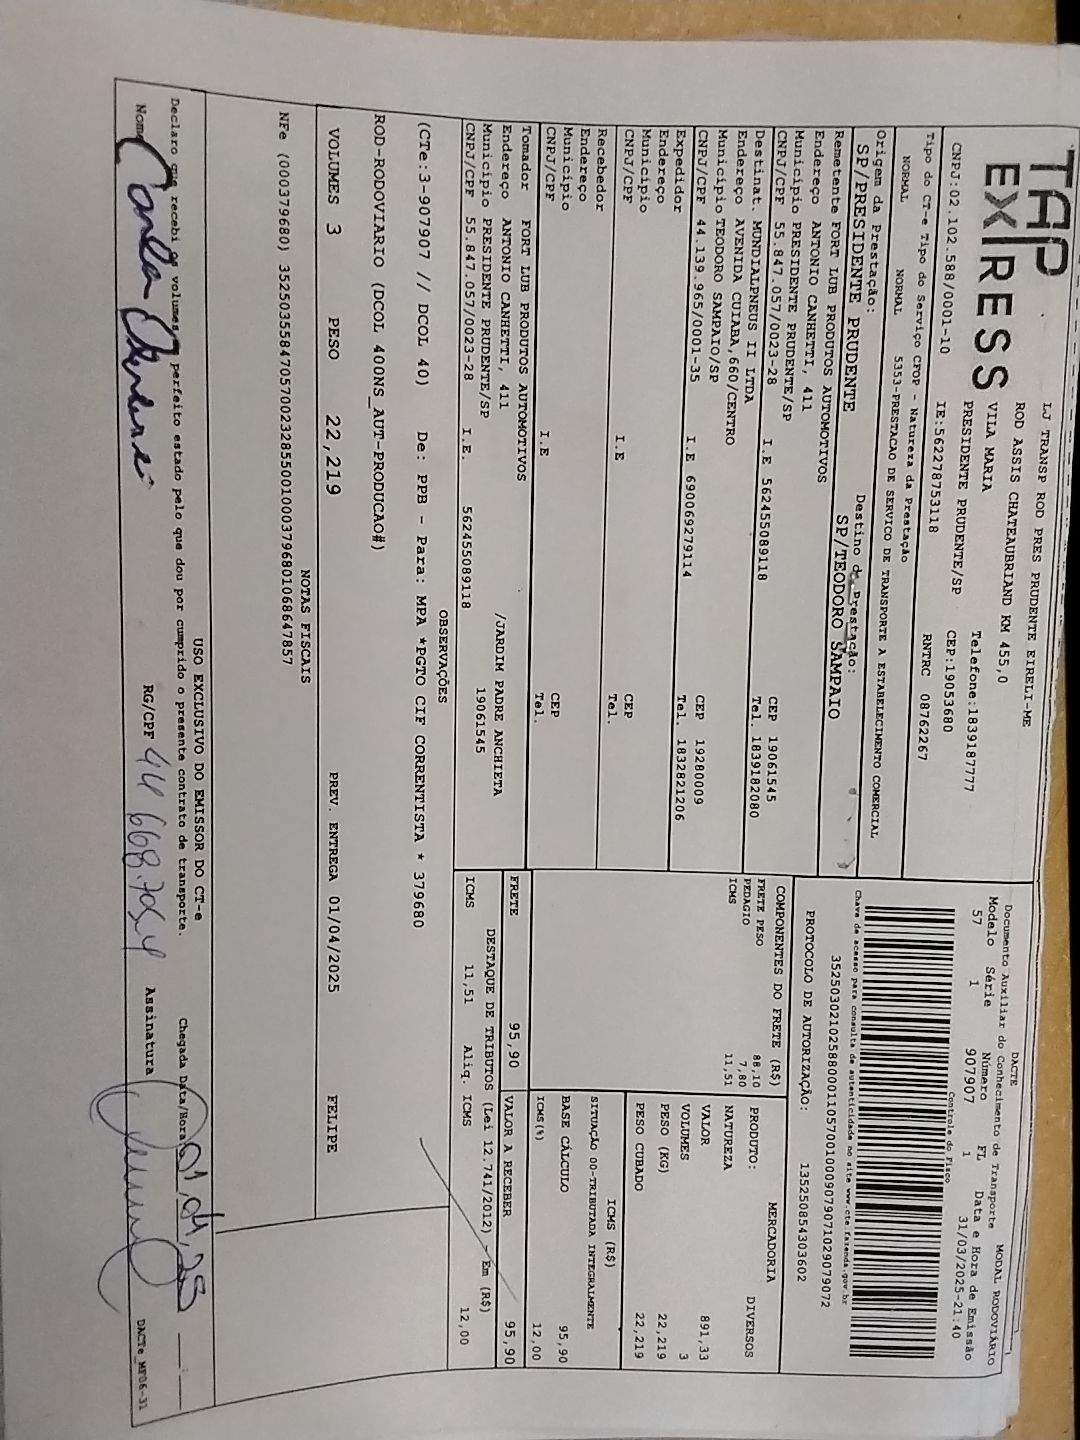 TAP EXPRESS
LJ TRANSP ROD PRES PRUDENTE EIRELI-ME
ROD ASSIS CHATEAUBRIAND KM 455,0
VILA MARIA Telefone:1839187777
PRESIDENTE PRUDENTE/SP CEP:19053680
CNPJ:02.102.588/0001-10 IE:562278753118 RNTRC 08762267
Tipo do CT-e Tipo do Serviço CFOP - Natureza da Prestação
NORMAL NORMAL 5353-PRESTACAO DE SERVICO DE TRANSPORTE A ESTABELECIMENTO COMERCIAL
Origem da Prestação: Destino da Prestação:
SP/PRESIDENTE PRUDENTE SP/TEODORO SAMPAIO
Remetente FORT LUB PRODUTOS AUTOMOTIVOS
Endereço ANTONIO CANHETTI, 411
Município PRESIDENTE PRUDENTE/SP CEP 19061545
CNPJ/CPF 55.847.057/0023-28 I.E 562455089118 Tel. 1839182080
Destinat. MUNDIALPNEUS II LTDA
Endereço AVENIDA CUIABA,660/CENTRO
Município TEODORO SAMPAIO/SP CEP 19280009
CNPJ/CPF 44.139.965/0001-35 I.E 690069279114 Tel. 1832821206
Expedidor
Endereço
Município CEP
CNPJ/CPF I.E Tel.
Recebedor
Endereço
Município CEP
CNPJ/CPF I.E Tel.
Tomador FORT LUB PRODUTOS AUTOMOTIVOS
Endereço ANTONIO CANHETTI, 411 /JARDIM PADRE ANCHIETA
Município PRESIDENTE PRUDENTE/SP 19061545
CNPJ/CPF 55.847.057/0023-28 I.E. 562455089118
DACTE MODAL RODOVIÁRIO
Documento Auxiliar do Conhecimento de Transporte
Modelo Série Número FL Data e Hora de Emissão
57 1 907907 1 31/03/2025-21:40
Controle do Fisco
Chave de acesso para consulta de autenticidade no site www.cte.fazenda.gov.br
35250302102588000110570010009079071029079072
PROTOCOLO DE AUTORIZAÇÃO: 135250854303602
COMPONENTES DO FRETE (R$)
FRETE PESO 88,10
PEDAGIO 7,80
ICMS 11,51
MERCADORIA
PRODUTO: DIVERSOS
NATUREZA
VALOR 891,33
VOLUMES 3
PESO (KG) 22,219
PESO CUBADO 22,219
ICMS (R$)
SITUAÇÃO 00-TRIBUTADA INTEGRALMENTE
BASE CÁLCULO 95,90
ICMS(%) 12,00
FRETE 95,90 VALOR A RECEBER 95,90
DESTAQUE DE TRIBUTOS (Lei 12.741/2012) - Em (R$)
ICMS 11,51 Aliq. ICMS 12,00
OBSERVAÇÕES
(CTe:3-907907 // DCOL 40) De: PPB - Para: MPA *PGTO CIF CORRENTISTA * 379680
ROD-RODOVIARIO (DCOL 400NS_AUT-PRODUCAO#)
VOLUMES 3 PESO 22,219 PREV. ENTREGA 01/04/2025 FELIPE
NOTAS FISCAIS
NFe (000379680) 35250355847057002328550010003796801068647857
USO EXCLUSIVO DO EMISSOR DO CT-e
Declaro que recebi os volumes perfeito estado pelo que dou por cumprido o presente contrato de transporte. Chegada Data/Hora 01,04,25
Nome RG/CPF Assinatura
DACTe_MF06-31